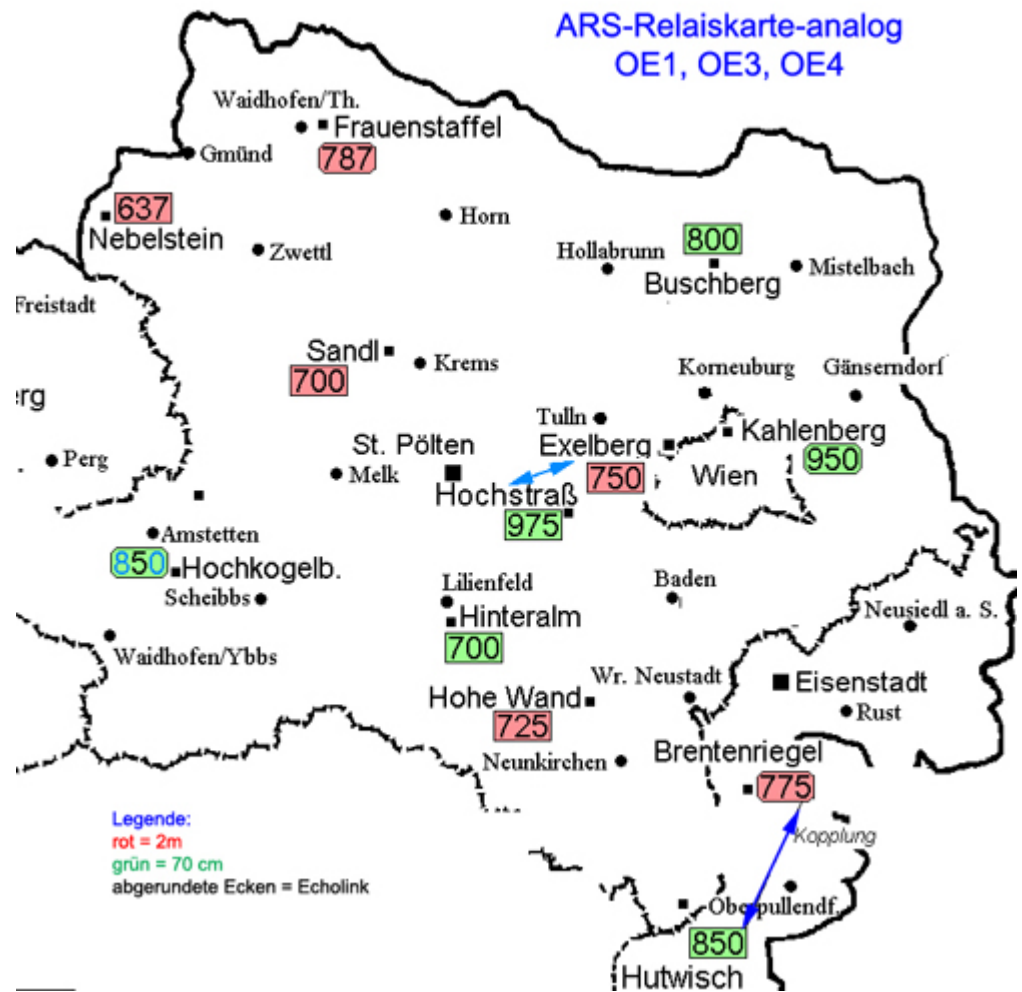 ARS-Relaiskarte-analog
OE1, OE3, OE4
Waidhofen/Th.
Frauenstaffel
787
Gmünd
637
Nebelstein
Horn
Zwettl
Hollabrunn
800
Buschberg
Mistelbach
Freistadt
Sandl
700
Krems
Korneuburg
Gänserndorf
rg
Tulln
Kahlenberg
950
St. Pölten
Exelberg
750
Wien
Perg
Melk
Hochstraß
975
Amstetten
850
Hochkogelb.
Scheibbs
Lilienfeld
Hinteralm
700
Baden
Neusiedl a. S.
Waidhofen/Ybbs
Wr. Neustadt
Eisenstadt
Rust
Hohe Wand
725
Neunkirchen
Brentenriegel
775
Kopplung
Legende:
rot = 2m
grün = 70 cm
abgerundete Ecken = Echolink
Oberpullendf.
850
Hutwisch